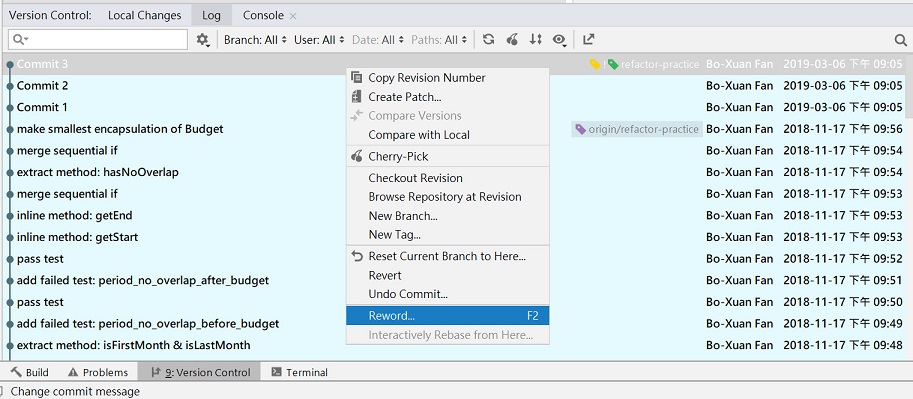 Version Control: Local Changes Log Console
Branch: All User: All Date: All Paths: All
Commit 3 refactor-practice Bo-Xuan Fan 2019-03-06 下午 09:05
Commit 2 Bo-Xuan Fan 2019-03-06 下午 09:05
Commit 1 Bo-Xuan Fan 2019-03-06 下午 09:05
make smallest encapsulation of Budget origin/refactor-practice Bo-Xuan Fan 2018-11-17 下午 09:56
merge sequential if Bo-Xuan Fan 2018-11-17 下午 09:54
extract method: hasNoOverlap Bo-Xuan Fan 2018-11-17 下午 09:54
merge sequential if Bo-Xuan Fan 2018-11-17 下午 09:53
inline method: getEnd Bo-Xuan Fan 2018-11-17 下午 09:53
inline method: getStart Bo-Xuan Fan 2018-11-17 下午 09:53
pass test Bo-Xuan Fan 2018-11-17 下午 09:52
add failed test: period_no_overlap_after_budget Bo-Xuan Fan 2018-11-17 下午 09:51
pass test Bo-Xuan Fan 2018-11-17 下午 09:50
add failed test: period_no_overlap_before_budget Bo-Xuan Fan 2018-11-17 下午 09:49
extract method: isFirstMonth & isLastMonth Bo-Xuan Fan 2018-11-17 下午 09:48
Copy Revision Number
Create Patch...
Compare Versions
Compare with Local
Cherry-Pick
Checkout Revision
Browse Repository at Revision
New Branch...
New Tag...
Reset Current Branch to Here...
Revert
Undo Commit...
Reword... F2
Interactively Rebase from Here...
Build Problems 9: Version Control Terminal
Change commit message